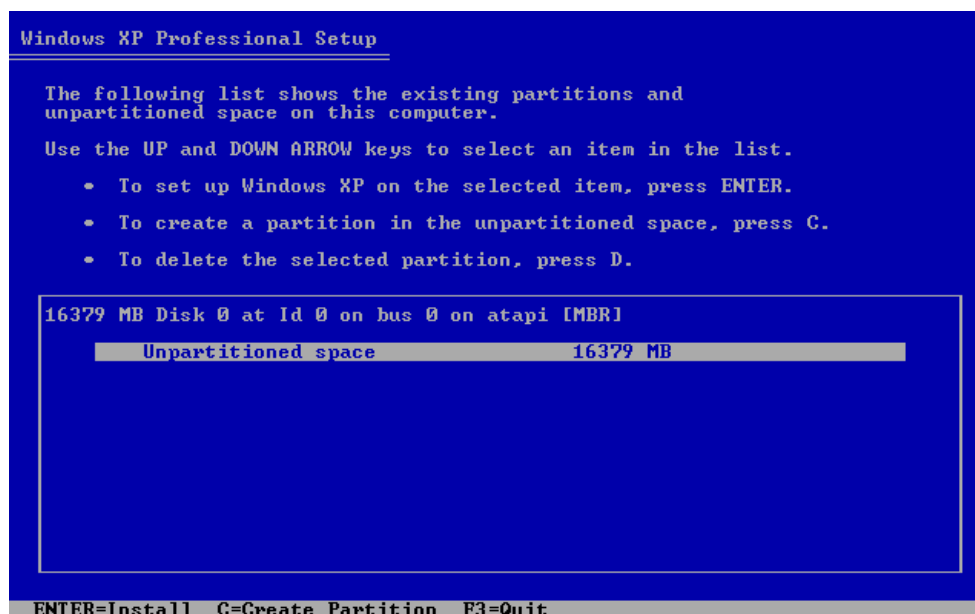 Windows XP Professional Setup
The following list shows the existing partitions and
unpartitioned space on this computer.
Use the UP and DOWN ARROW keys to select an item in the list.
• To set up Windows XP on the selected item, press ENTER.
• To create a partition in the unpartitioned space, press C.
• To delete the selected partition, press D.
16379 MB Disk 0 at Id 0 on bus 0 on atapi [MBR]
Unpartitioned space 16379 MB
ENTER=Install C=Create Partition F3=Quit